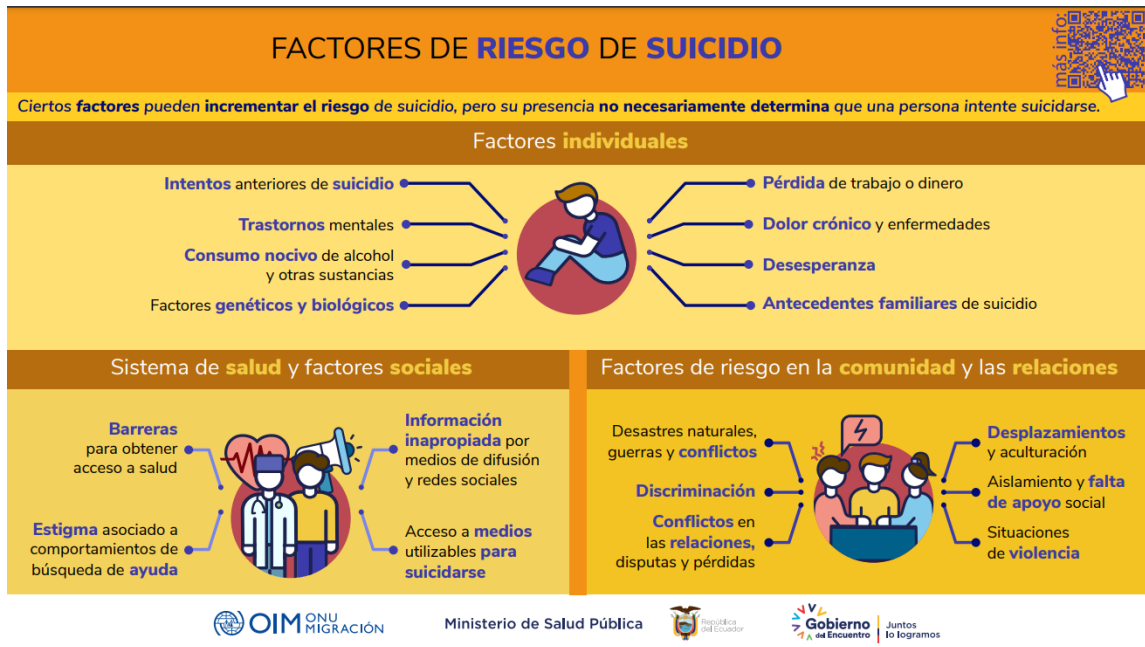 FACTORES DE RIESGO DE SUICIDIO
más info:
Ciertos factores pueden incrementar el riesgo de suicidio, pero su presencia no necesariamente determina que una persona intente suicidarse.
Factores individuales
Intentos anteriores de suicidio
Trastornos mentales
Consumo nocivo de alcohol
y otras sustancias
Factores genéticos y biológicos
Pérdida de trabajo o dinero
Dolor crónico y enfermedades
Desesperanza
Antecedentes familiares de suicidio
Sistema de salud y factores sociales
Barreras
para obtener
acceso a salud
Estigma asociado a
comportamientos de
búsqueda de ayuda
Información
inapropiada por
medios de difusión
y redes sociales
Acceso a medios
utilizables para
suicidarse
Factores de riesgo en la comunidad y las relaciones
Desastres naturales,
guerras y conflictos
Discriminación
Conflictos en
las relaciones,
disputas y pérdidas
Desplazamientos
y aculturación
Aislamiento y falta
de apoyo social
Situaciones
de violencia
OIM ONU
MIGRACIÓN
Ministerio de Salud Pública
República
del Ecuador
Gobierno
del Encuentro
Juntos
lo logramos